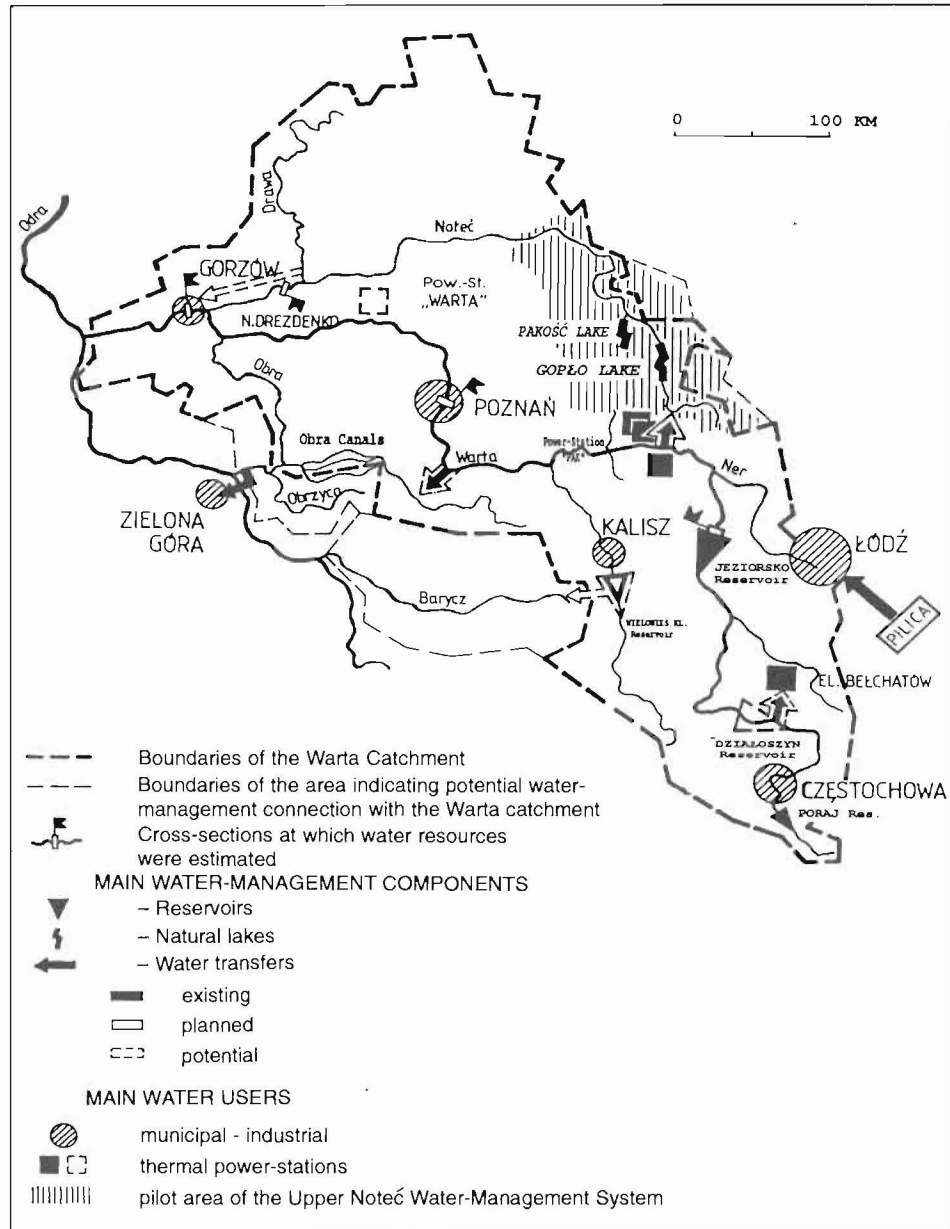 0 100 KM
Odra
Drawa
Noteć
GORZÓW
Pow.-St.
„WARTA"
N.DREZDENKO
PAKOŚĆ LAKE
GOPŁO LAKE
Obra
POZNAŃ
Obra Canals
Warta
Power-Station
"PAK"
Ner
Obrzyca
ZIELONA
GÓRA
KALISZ
ŁÓDŹ
JEZIORSKO
Reservoir
Barycz
PILICA
WIELOWIEŚ KL.
Reservoir
EL. BEŁCHATÓW
DZIAŁOSZYN
Reservoir
CZĘSTOCHOWA
PORAJ Res.
Boundaries of the Warta Catchment
Boundaries of the area indicating potential water-
management connection with the Warta catchment
Cross-sections at which water resources
were estimated
MAIN WATER-MANAGEMENT COMPONENTS
– Reservoirs
– Natural lakes
– Water transfers
existing
planned
potential
MAIN WATER USERS
municipal - industrial
thermal power-stations
pilot area of the Upper Noteć Water-Management System